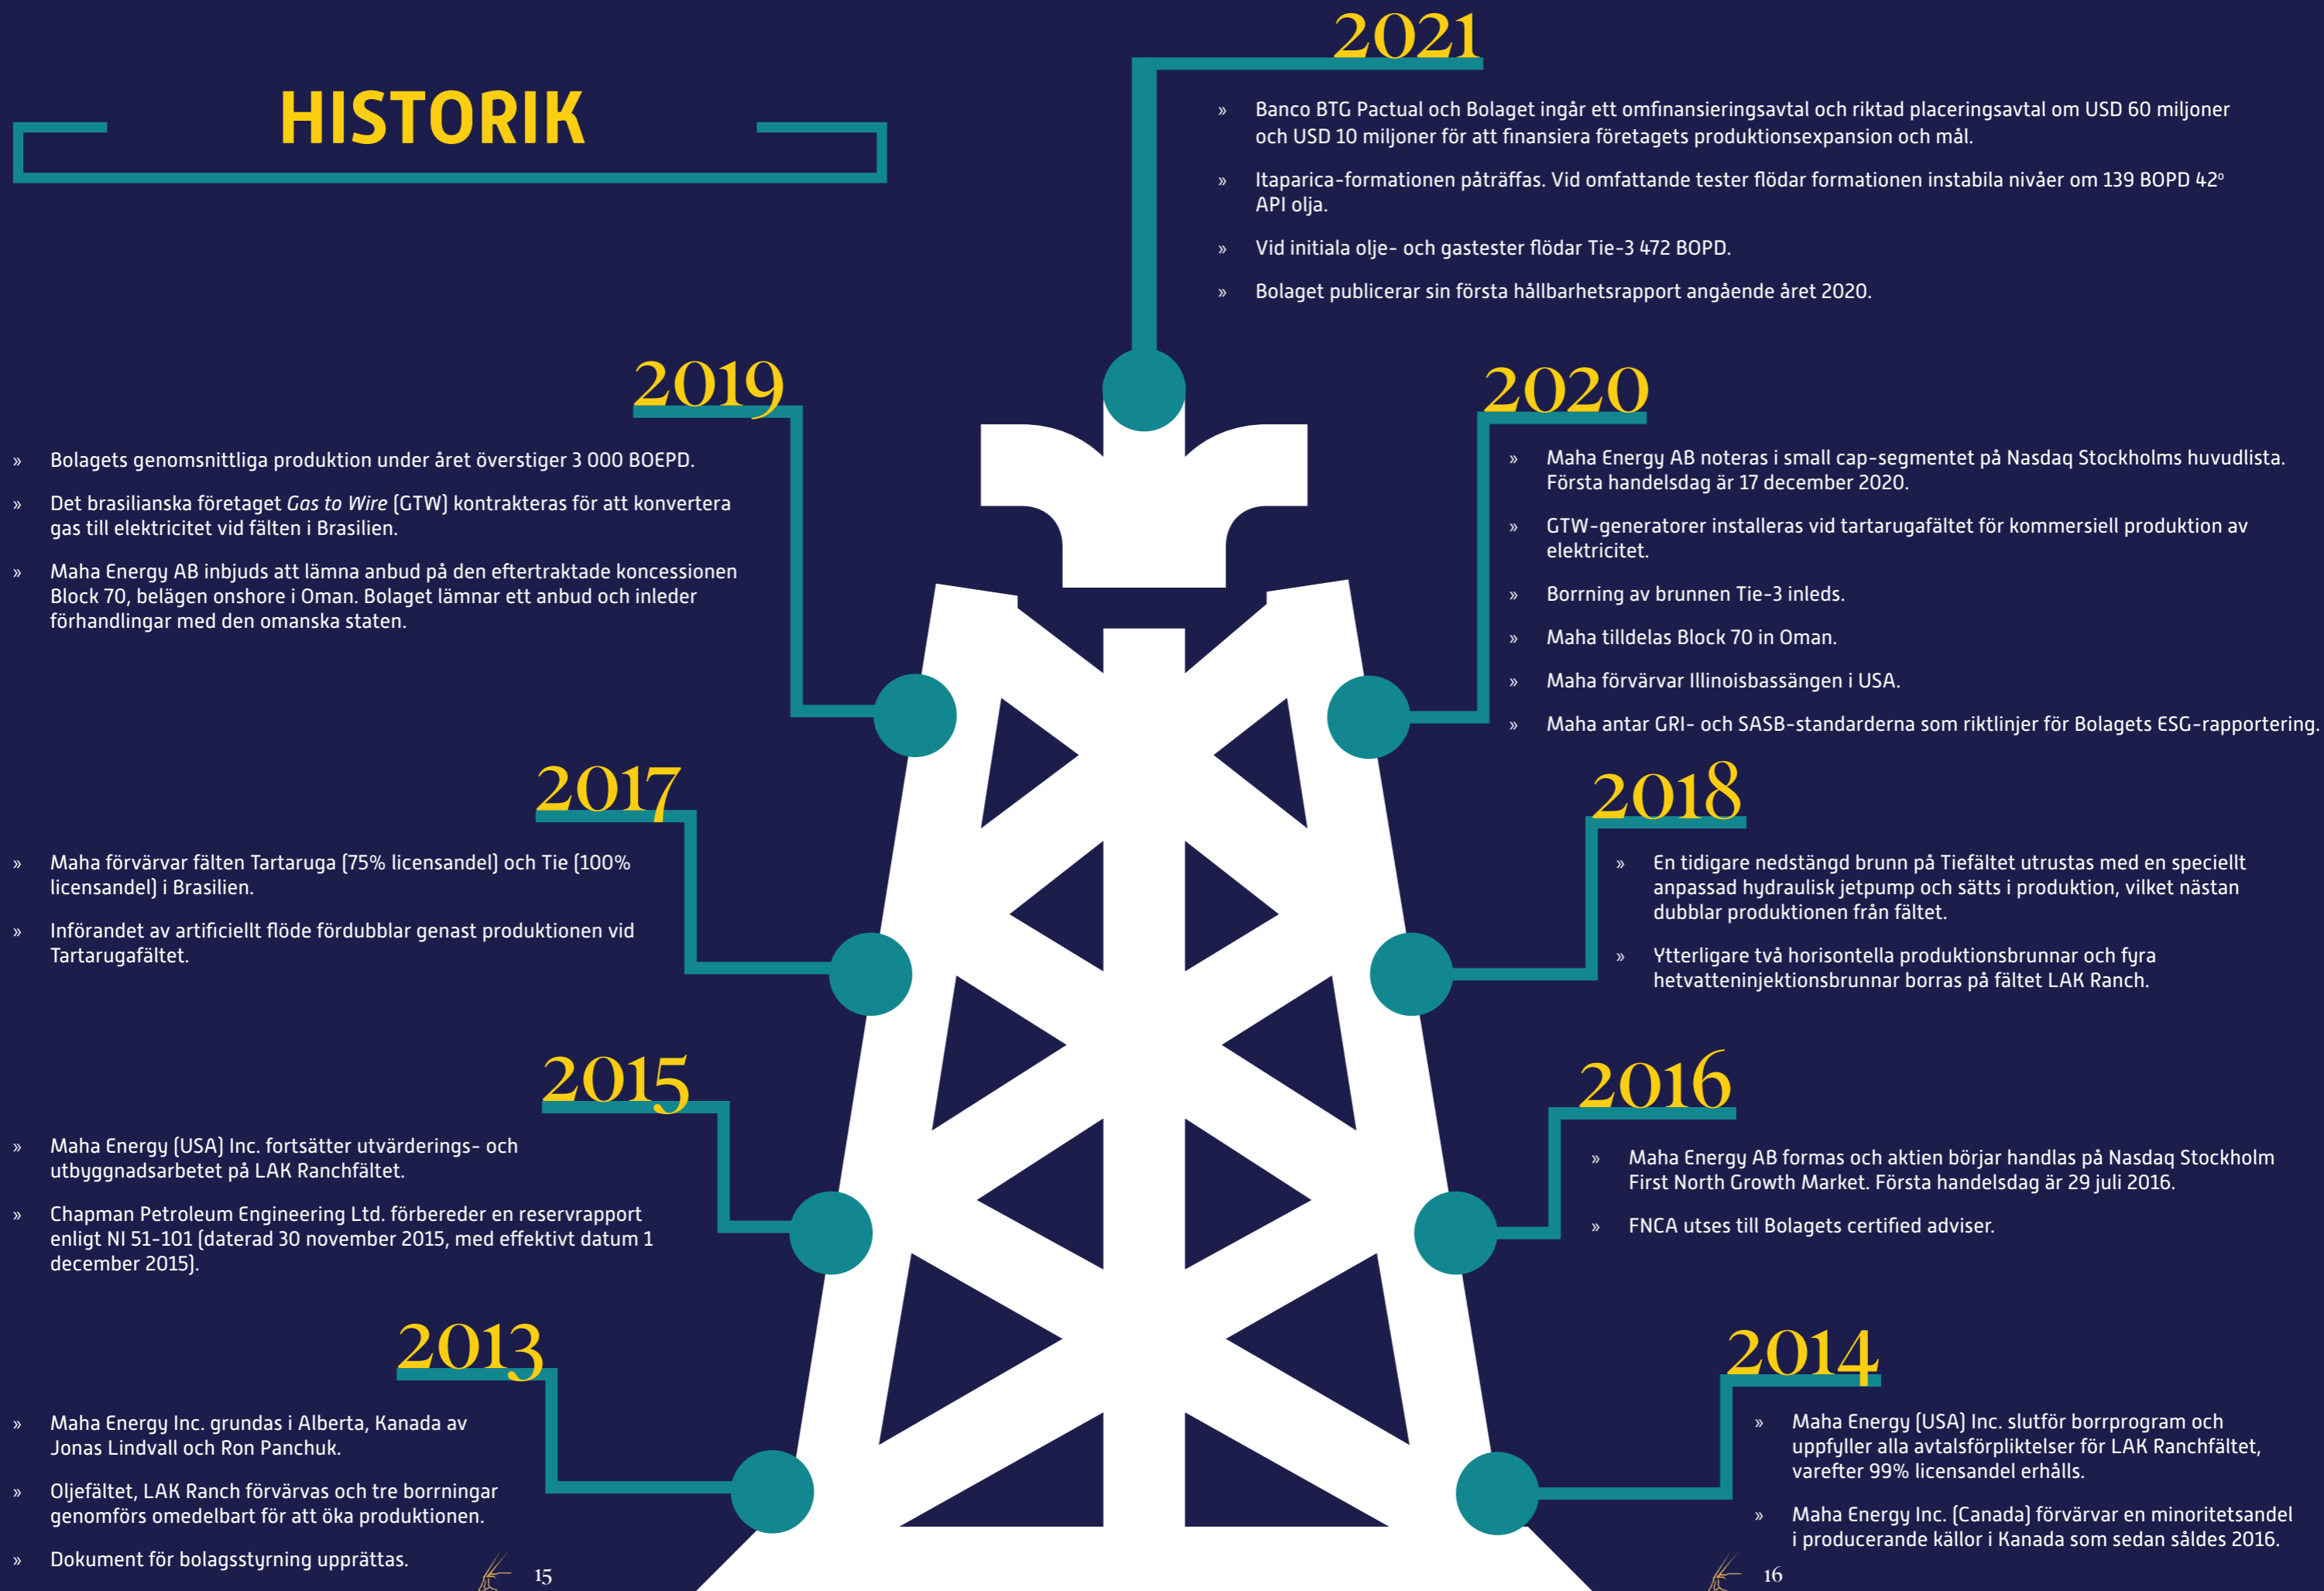 HISTORIK
2021
» Banco BTG Pactual och Bolaget ingår ett omfinansieringsavtal och riktad placeringsavtal om USD 60 miljoner
och USD 10 miljoner för att finansiera företagets produktionsexpansion och mål.
» Itaparica-formationen påträffas. Vid omfattande tester flödar formationen instabila nivåer om 139 BOPD 42º
API olja.
» Vid initiala olje- och gastester flödar Tie-3 472 BOPD.
» Bolaget publicerar sin första hållbarhetsrapport angående året 2020.
2019
» Bolagets genomsnittliga produktion under året överstiger 3 000 BOEPD.
» Det brasilianska företaget Gas to Wire (GTW) kontrakteras för att konvertera
gas till elektricitet vid fälten i Brasilien.
» Maha Energy AB inbjuds att lämna anbud på den eftertraktade koncessionen
Block 70, belägen onshore i Oman. Bolaget lämnar ett anbud och inleder
förhandlingar med den omanska staten.
2020
» Maha Energy AB noteras i small cap-segmentet på Nasdaq Stockholms huvudlista.
Första handelsdag är 17 december 2020.
» GTW-generatorer installeras vid tartarugafältet för kommersiell produktion av
elektricitet.
» Borrning av brunnen Tie-3 inleds.
» Maha tilldelas Block 70 in Oman.
» Maha förvärvar Illinoisbassängen i USA.
» Maha antar GRI- och SASB-standarderna som riktlinjer för Bolagets ESG-rapportering.
2017
» Maha förvärvar fälten Tartaruga (75% licensandel) och Tie (100%
licensandel) i Brasilien.
» Införandet av artificiellt flöde fördubblar genast produktionen vid
Tartarugafältet.
2018
» En tidigare nedstängd brunn på Tiefältet utrustas med en speciellt
anpassad hydraulisk jetpump och sätts i produktion, vilket nästan
dubblar produktionen från fältet.
» Ytterligare två horisontella produktionsbrunnar och fyra
hetvatteninjektionsbrunnar borras på fältet LAK Ranch.
2015
» Maha Energy (USA) Inc. fortsätter utvärderings- och
utbyggnadsarbetet på LAK Ranchfältet.
» Chapman Petroleum Engineering Ltd. förbereder en reservrapport
enligt NI 51-101 (daterad 30 november 2015, med effektivt datum 1
december 2015).
2016
» Maha Energy AB formas och aktien börjar handlas på Nasdaq Stockholm
First North Growth Market. Första handelsdag är 29 juli 2016.
» FNCA utses till Bolagets certified adviser.
2013
» Maha Energy Inc. grundas i Alberta, Kanada av
Jonas Lindvall och Ron Panchuk.
» Oljefältet, LAK Ranch förvärvas och tre borrningar
genomförs omedelbart för att öka produktionen.
» Dokument för bolagsstyrning upprättas.
2014
» Maha Energy (USA) Inc. slutför borrprogram och
uppfyller alla avtalsförpliktelser för LAK Ranchfältet,
varefter 99% licensandel erhålls.
» Maha Energy Inc. (Canada) förvärvar en minoritetsandel
i producerande källor i Kanada som sedan såldes 2016.
15
16